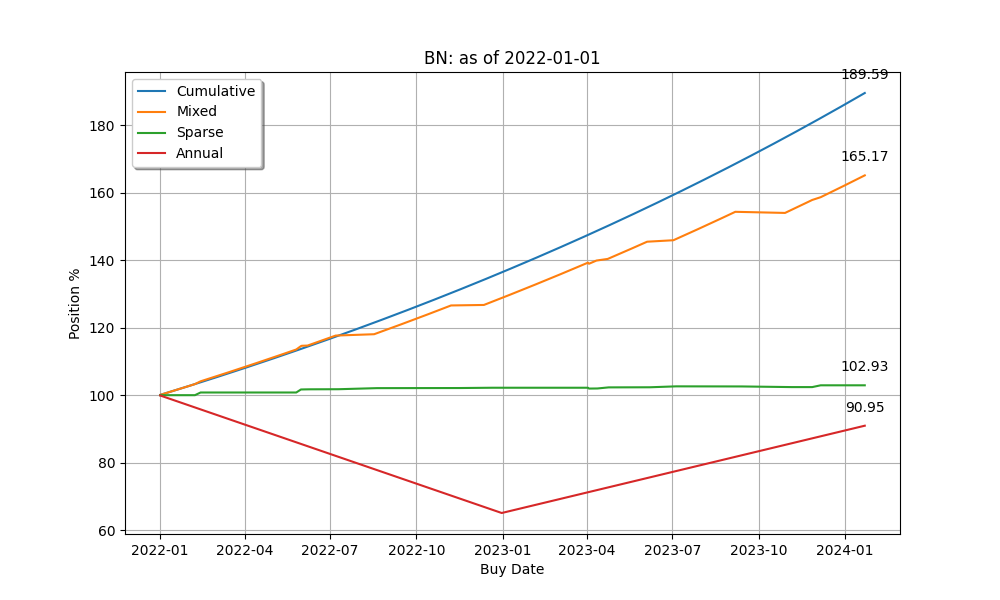 BN: as of 2022-01-01
Cumulative
Mixed
Sparse
Annual
189.59
165.17
102.93
90.95
Position %
180
160
140
120
100
80
60
2022-01 2022-04 2022-07 2022-10 2023-01 2023-04 2023-07 2023-10 2024-01
Buy Date